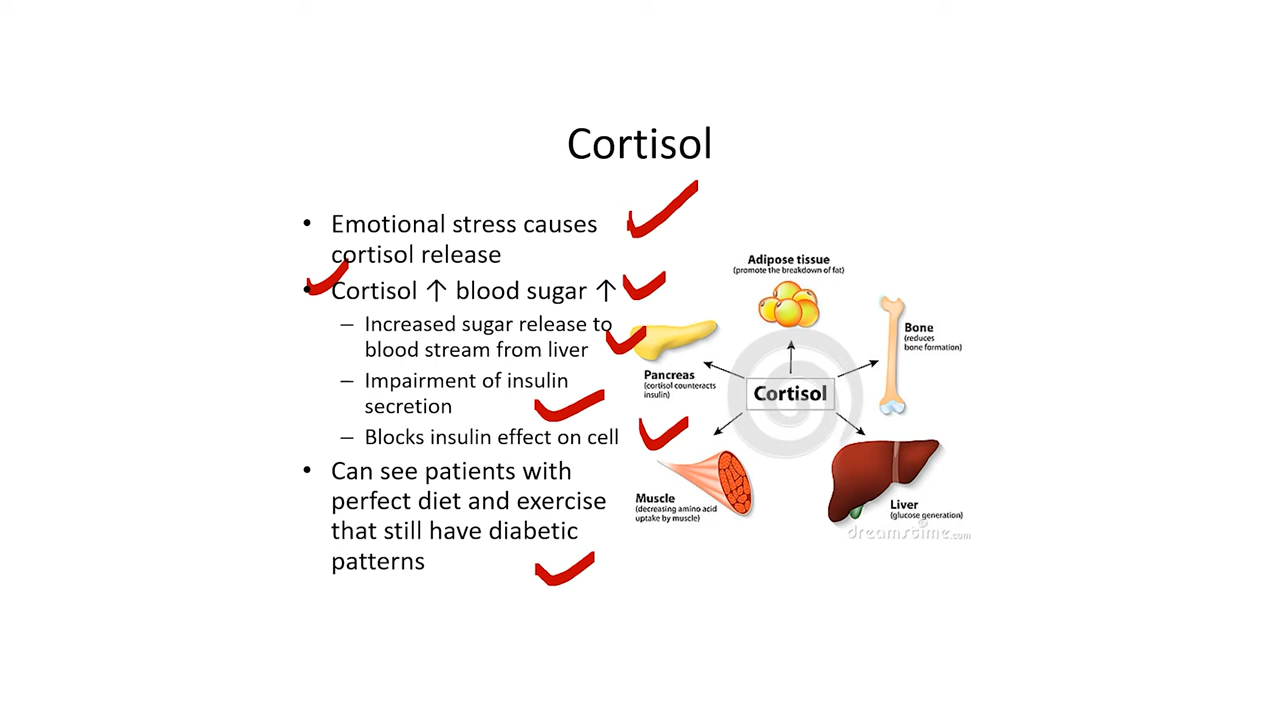 Cortisol
• Emotional stress causes
cortisol release
• Cortisol ↑ blood sugar ↑
– Increased sugar release to
blood stream from liver
– Impairment of insulin
secretion
– Blocks insulin effect on cell
• Can see patients with
perfect diet and exercise
that still have diabetic
patterns
Adipose tissue
(promote the breakdown of fat)
Bone
(reduces
bone formation)
Pancreas
(cortisol counteracts
insulin)
Cortisol
Muscle
(decreasing amino acid
uptake by muscle)
Liver
(glucose generation)
dreamstime.com